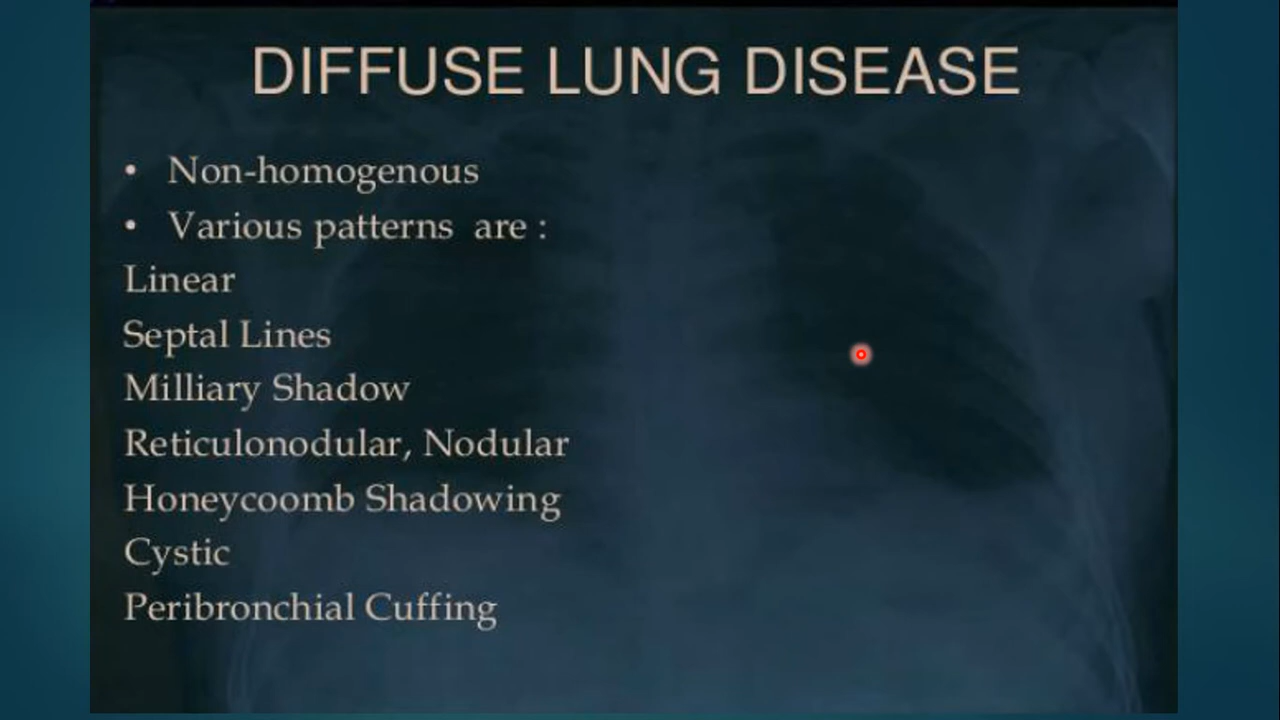 DIFFUSE LUNG DISEASE
• Non-homogenous
• Various patterns are :
Linear
Septal Lines
Milliary Shadow
Reticulonodular, Nodular
Honeycoomb Shadowing
Cystic
Peribronchial Cuffing